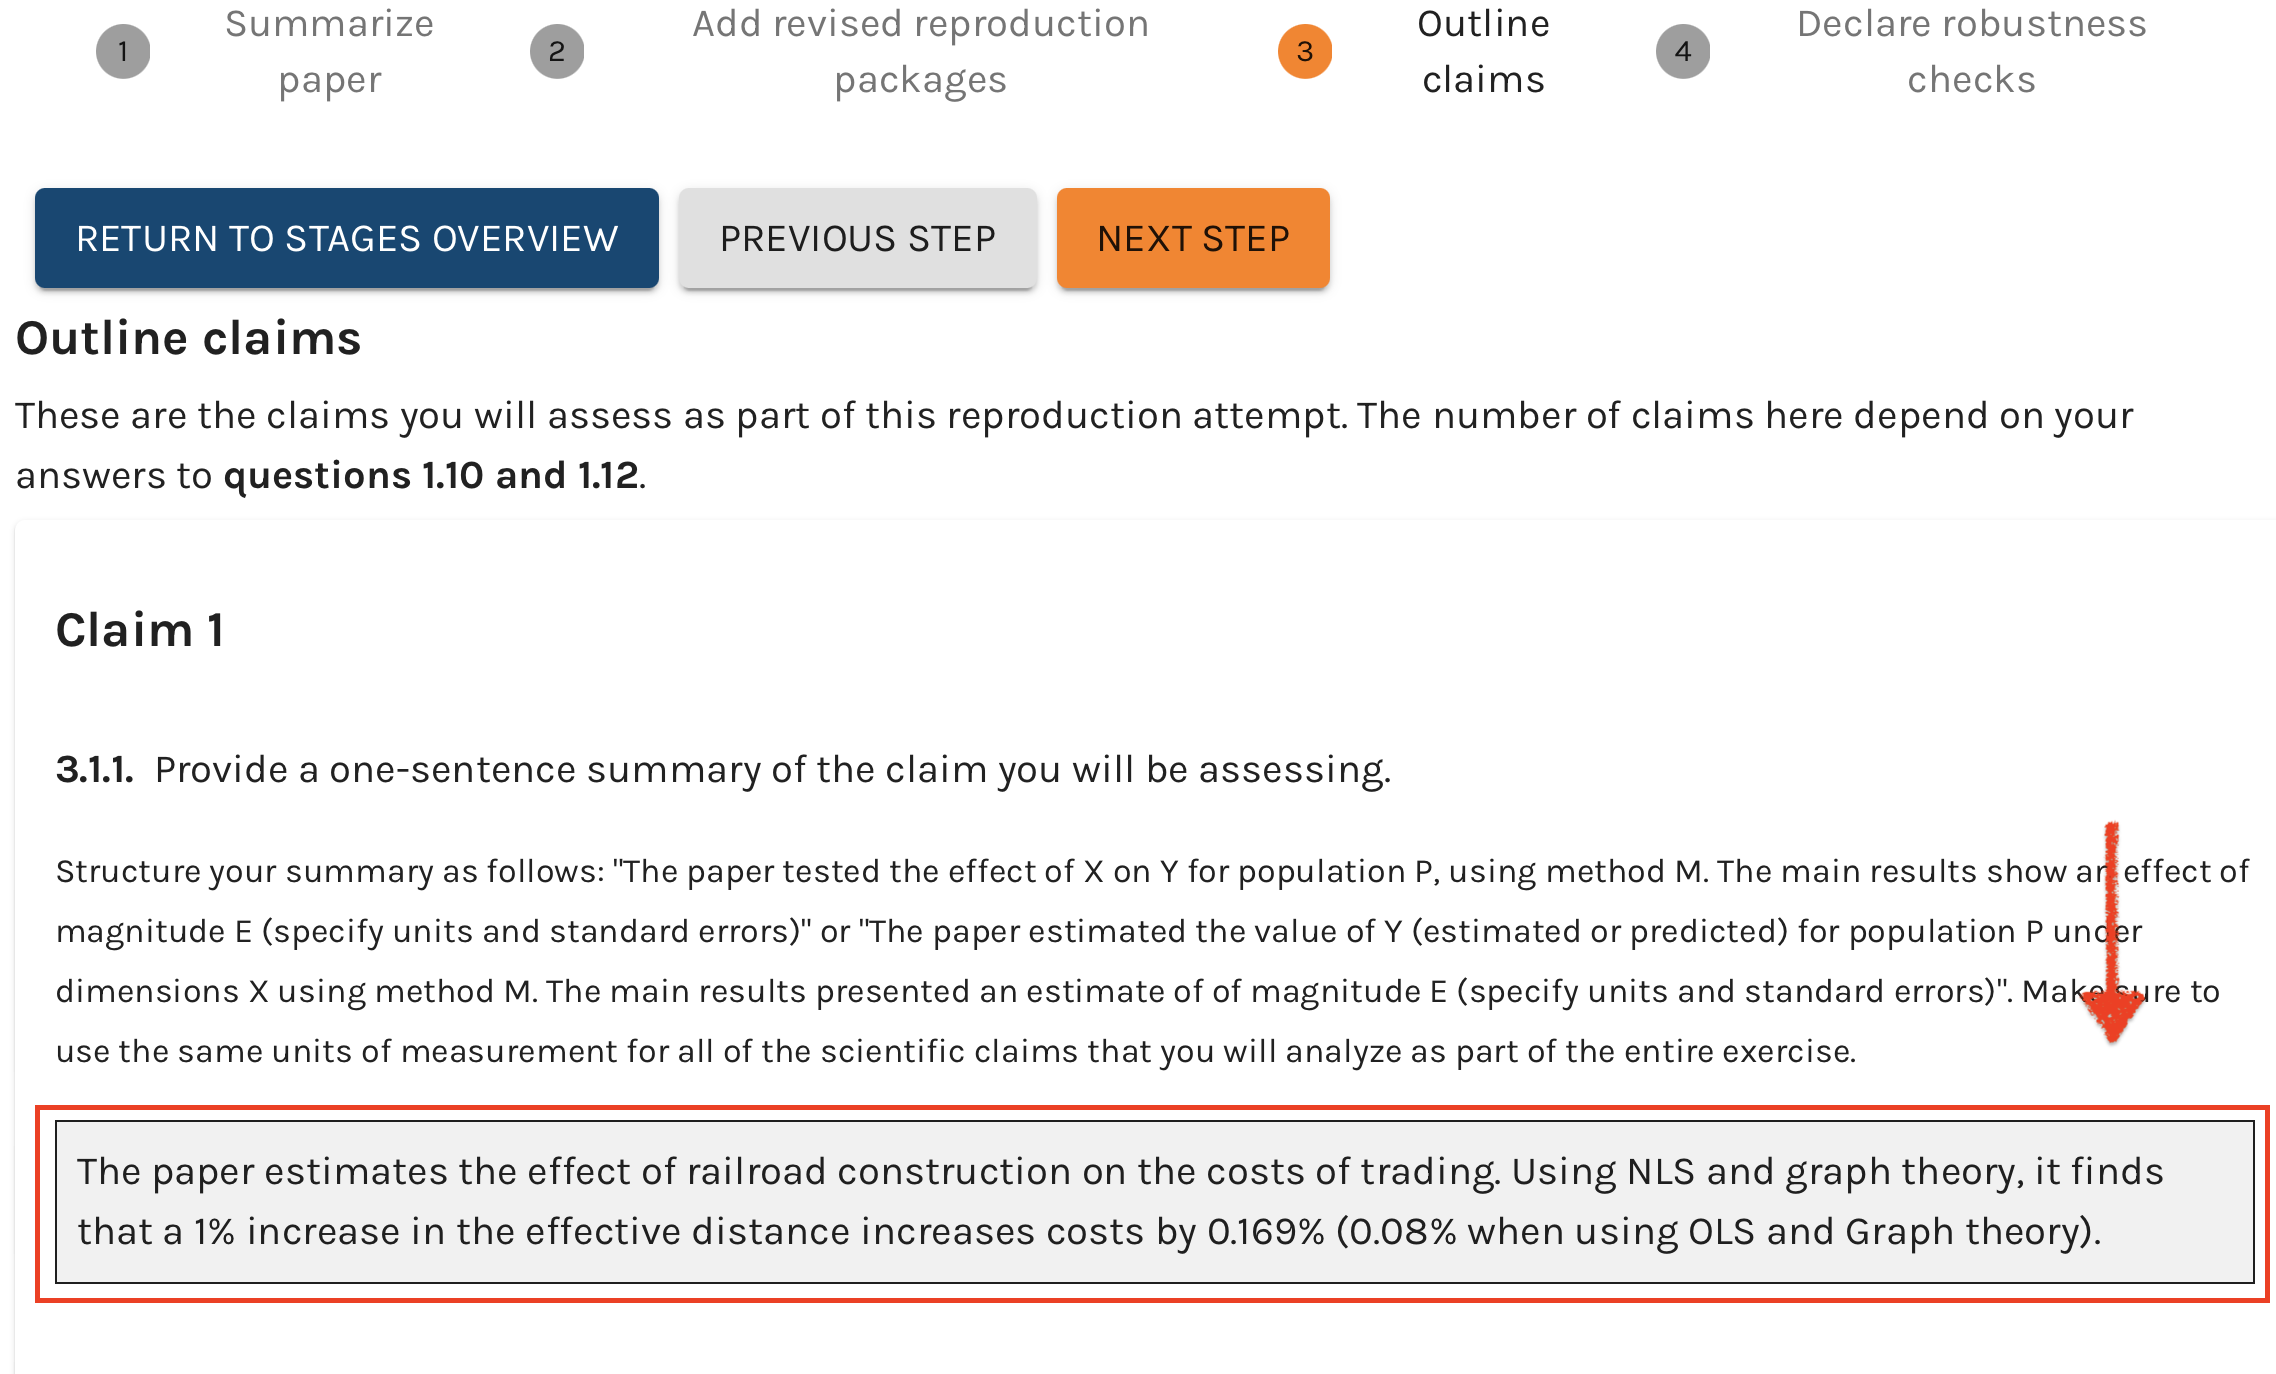 1
Summarize
paper
2
Add revised reproduction
packages
3
Outline
claims
4
Declare robustness
checks
RETURN TO STAGES OVERVIEW
PREVIOUS STEP
NEXT STEP
Outline claims
These are the claims you will assess as part of this reproduction attempt. The number of claims here depend on your
answers to questions 1.10 and 1.12.
Claim 1
3.1.1. Provide a one-sentence summary of the claim you will be assessing.
Structure your summary as follows: "The paper tested the effect of X on Y for population P, using method M. The main results show an effect of
magnitude E (specify units and standard errors)" or "The paper estimated the value of Y (estimated or predicted) for population P under
dimensions X using method M. The main results presented an estimate of of magnitude E (specify units and standard errors)". Make sure to
use the same units of measurement for all of the scientific claims that you will analyze as part of the entire exercise.
The paper estimates the effect of railroad construction on the costs of trading. Using NLS and graph theory, it finds
that a 1% increase in the effective distance increases costs by 0.169% (0.08% when using OLS and Graph theory).